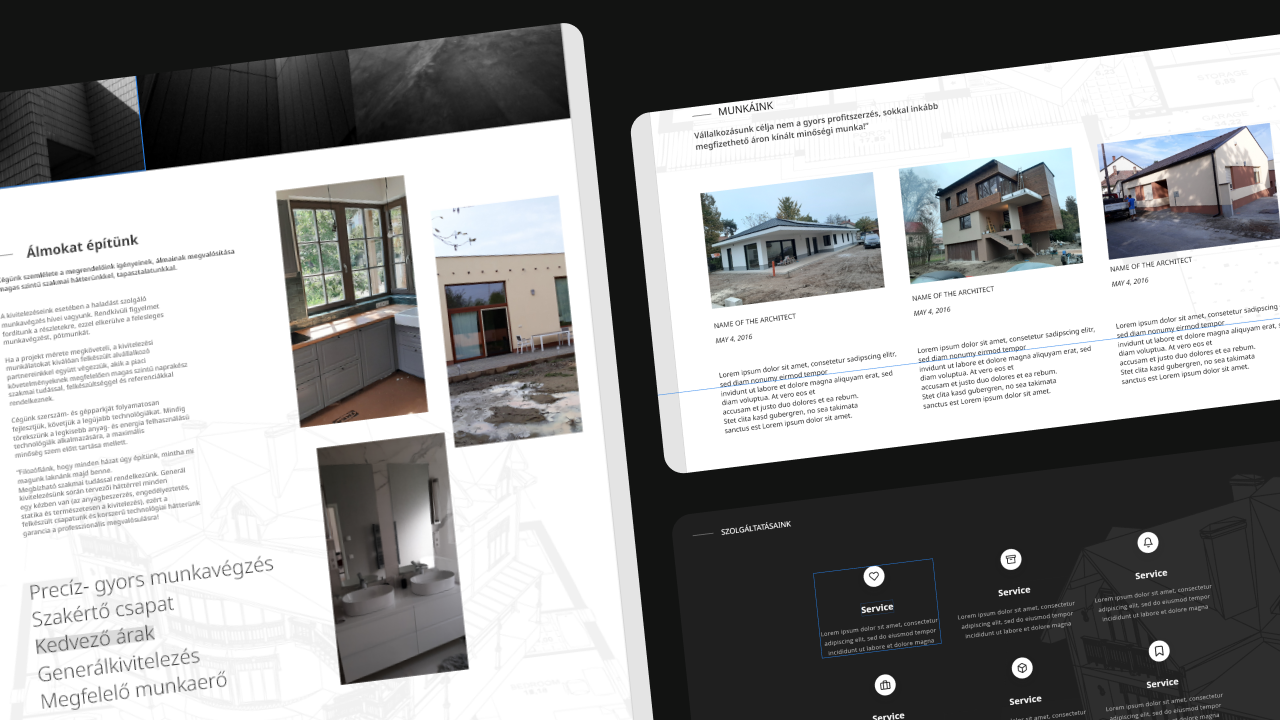 Álmokat építünk
Cégünk szemlélete a megrendelőink igényeinek, álmainak megvalósítása
magas szintű szakmai hátterünkkel, tapasztalatunkkal.
A kivitelezéseink esetében a haladást szolgáló
munkavégzés hívei vagyunk. Rendkívüli figyelmet
fordítunk a részletekre, ezzel elkerülve a felesleges
munkavégzést, pótmunkát.
Ha a projekt mérete megköveteli, a kivitelezési
munkálatokat kiválóan felkészült alvállalkozó
partnereinkkel együtt végezzük, akik a piaci
követelményeknek megfelelően magas szintű naprakész
szakmai tudással, felkészültséggel és referenciákkal
rendelkeznek.
Cégünk szerszám- és gépparkját folyamatosan
fejlesztjük, követjük a legújabb technológiákat. Mindig
törekszünk a legkisebb anyag- és energia felhasználású
technológiák alkalmazására, a maximális
minőség szem előtt tartása mellett.
"Filozófiánk, hogy minden házat úgy építünk, mintha mi
magunk laknánk majd benne.
Megbízható szakmai tudással rendelkezünk. Generál
kivitelezésünk során tervezői háttérrel minden
egy kézben van (az anyagbeszerzés, engedélyeztetés,
statika és természetesen a kivitelezés), ezért a
felkészült csapatunk és korszerű technológiai hátterünk
garancia a professzionális megvalósulásra!
Precíz- gyors munkavégzés
Szakértő csapat
Kedvező árak
Generálkivitelezés
Megfelelő munkaerő
MUNKÁINK
Vállalkozásunk célja nem a gyors profitszerzés, sokkal inkább
megfizethető áron kínált minőségi munka!"
NAME OF THE ARCHITECT
MAY 4, 2016
Lorem ipsum dolor sit amet, consetetur sadipscing elitr,
sed diam nonumy eirmod tempor
invidunt ut labore et dolore magna aliquyam erat, sed
diam voluptua. At vero eos et
accusam et justo duo dolores et ea rebum.
Stet clita kasd gubergren, no sea takimata
sanctus est Lorem ipsum dolor sit amet.
NAME OF THE ARCHITECT
MAY 4, 2016
Lorem ipsum dolor sit amet, consetetur sadipscing elitr,
sed diam nonumy eirmod tempor
invidunt ut labore et dolore magna aliquyam erat, sed
diam voluptua. At vero eos et
accusam et justo duo dolores et ea rebum.
Stet clita kasd gubergren, no sea takimata
sanctus est Lorem ipsum dolor sit amet.
NAME OF THE ARCHITECT
MAY 4, 2016
Lorem ipsum dolor sit amet, consetetur sadipscing
sed diam nonumy eirmod tempor
invidunt ut labore et dolore magna aliquyam erat,
diam voluptua. At vero eos et
accusam et justo duo dolores et ea rebum.
Stet clita kasd gubergren, no sea takimata
sanctus est Lorem ipsum dolor sit amet.
SZOLGÁLTATÁSAINK
Service
Lorem ipsum dolor sit amet, consectetur
adipiscing elit, sed do eiusmod tempor
incididunt ut labore et dolore magna
Service
Lorem ipsum dolor sit amet, consectetur
adipiscing elit, sed do eiusmod tempor
incididunt ut labore et dolore magna
Service
Lorem ipsum dolor sit amet, consectetur
adipiscing elit, sed do eiusmod tempor
incididunt ut labore et dolore magna
Service
Service
Lorem ipsum dolor sit amet, consectetur
Service
Lorem ipsum dolor sit amet, consectetur
adipiscing elit, sed do eiusmod tempor
incididunt ut labore et dolore magna